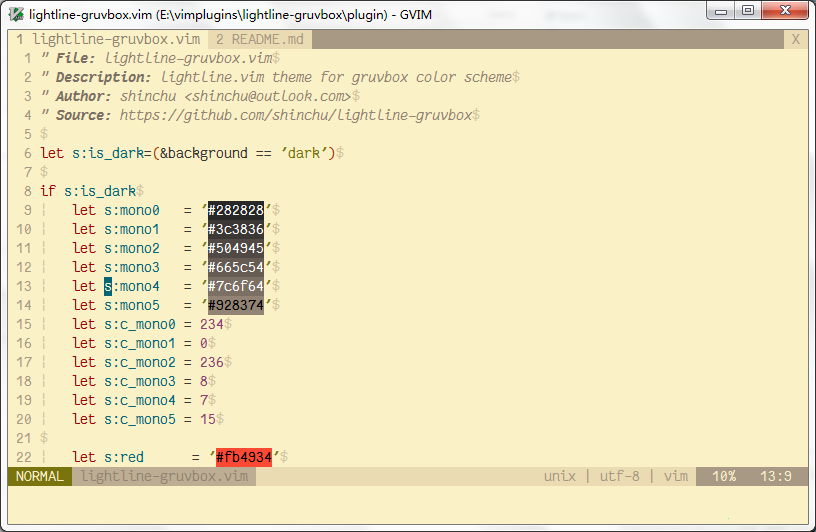 lightline-gruvbox.vim (E:\vimplugins\lightline-gruvbox\plugin) - GVIM
1 lightline-gruvbox.vim 2 README.md X
1 " File: lightline-gruvbox.vim$
2 " Description: lightline.vim theme for gruvbox color scheme$
3 " Author: shinchu <shinchu@outlook.com>$
4 " Source: https://github.com/shinchu/lightline-gruvbox$
5 $
6 let s:is_dark=(&background == 'dark')$
7 $
8 if s:is_dark$
9 ¦ let s:mono0 = '#282828'$
10 ¦ let s:mono1 = '#3c3836'$
11 ¦ let s:mono2 = '#504945'$
12 ¦ let s:mono3 = '#665c54'$
13 ¦ let s:mono4 = '#7c6f64'$
14 ¦ let s:mono5 = '#928374'$
15 ¦ let s:c_mono0 = 234$
16 ¦ let s:c_mono1 = 0$
17 ¦ let s:c_mono2 = 236$
18 ¦ let s:c_mono3 = 8$
19 ¦ let s:c_mono4 = 7$
20 ¦ let s:c_mono5 = 15$
21 $
22 ¦ let s:red = '#fb4934'$
NORMAL lightline-gruvbox.vim unix | utf-8 | vim 10% 13:9